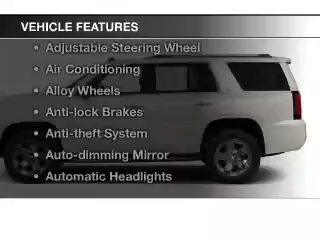 VEHICLE FEATURES
• Adjustable Steering Wheel
• Air Conditioning
• Alloy Wheels
• Anti-lock Brakes
• Anti-theft System
• Auto-dimming Mirror
• Automatic Headlights